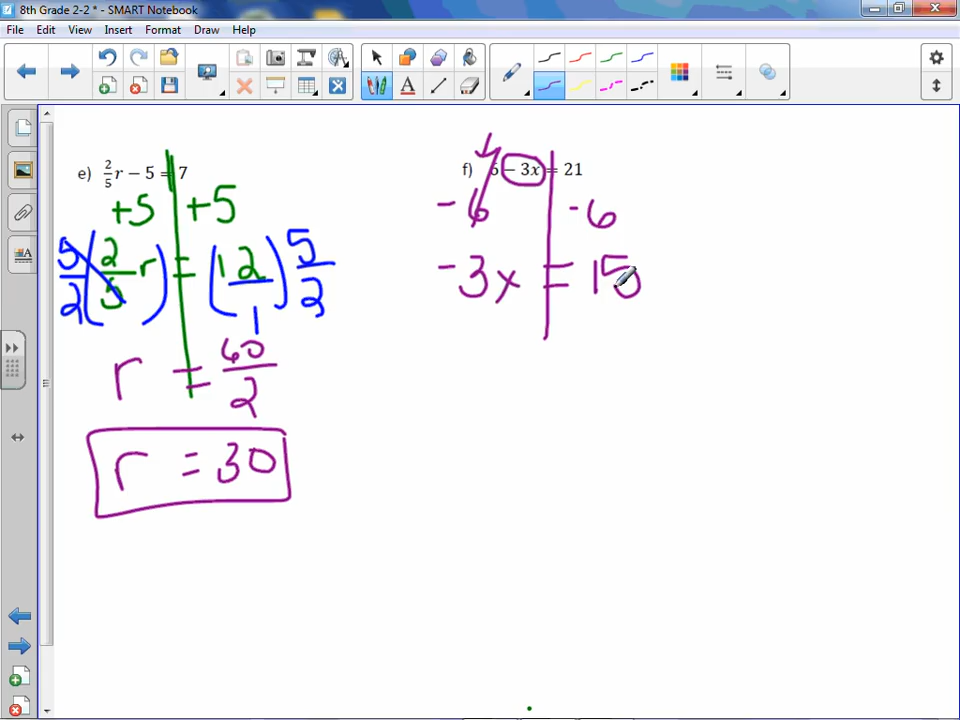 8th Grade 2-2 * - SMART Notebook
File Edit View Insert Format Draw Help
e) 2/5 r − 5 = 7
+5 +5
5/2 ( 2/5 r ) = ( 12/1 ) 5/2
r = 60/2
r = 30
f) 6 − 3x = 21
-6 -6
-3x = 15